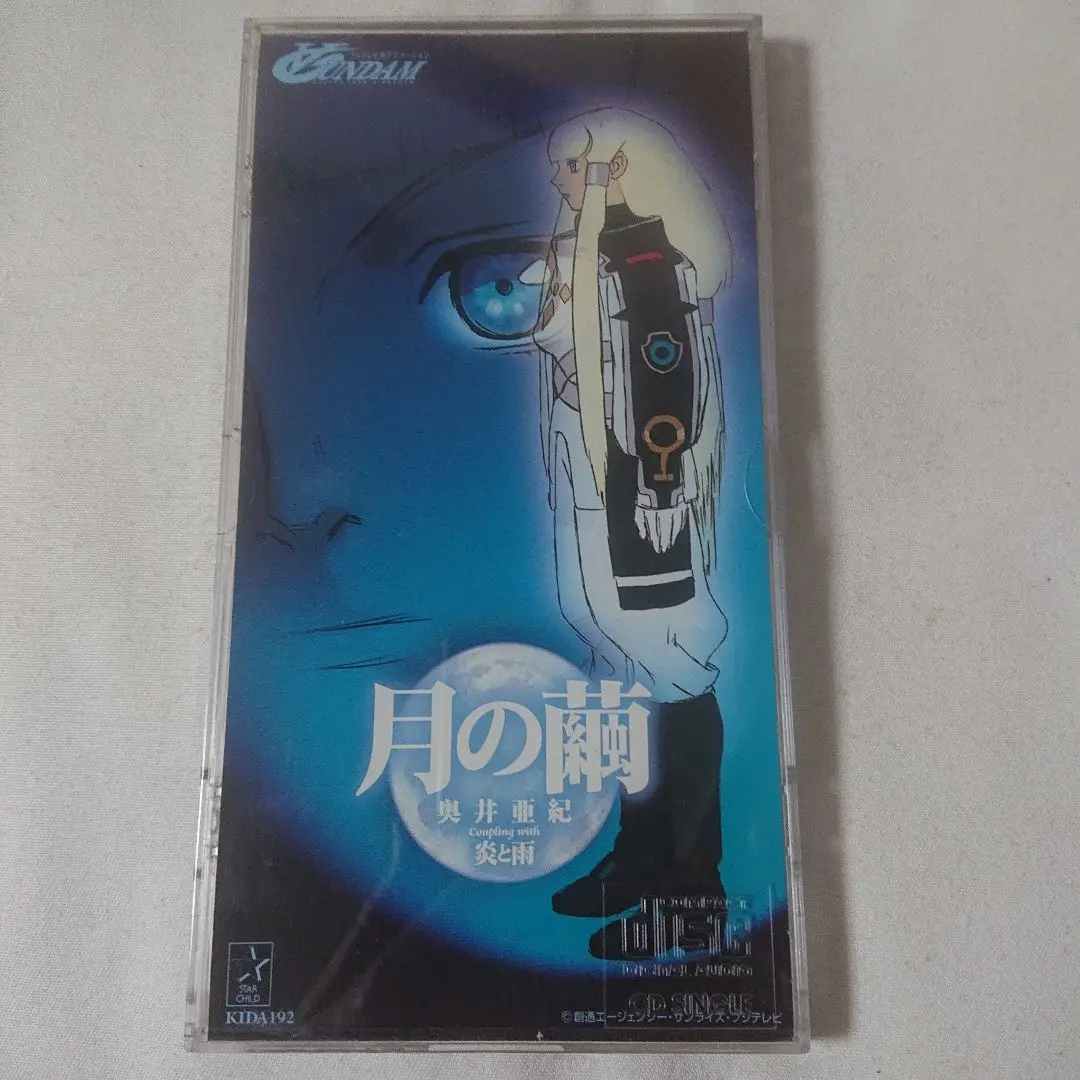 ∀GUNDAM
月の繭
奥井亜紀
Coupling with
炎と雨
COMPACT
disc
DIGITAL AUDIO
CD SINGLE
STAR
CHILD
KIDA192
©創通エージェンシー・サンライズ・フジテレビ